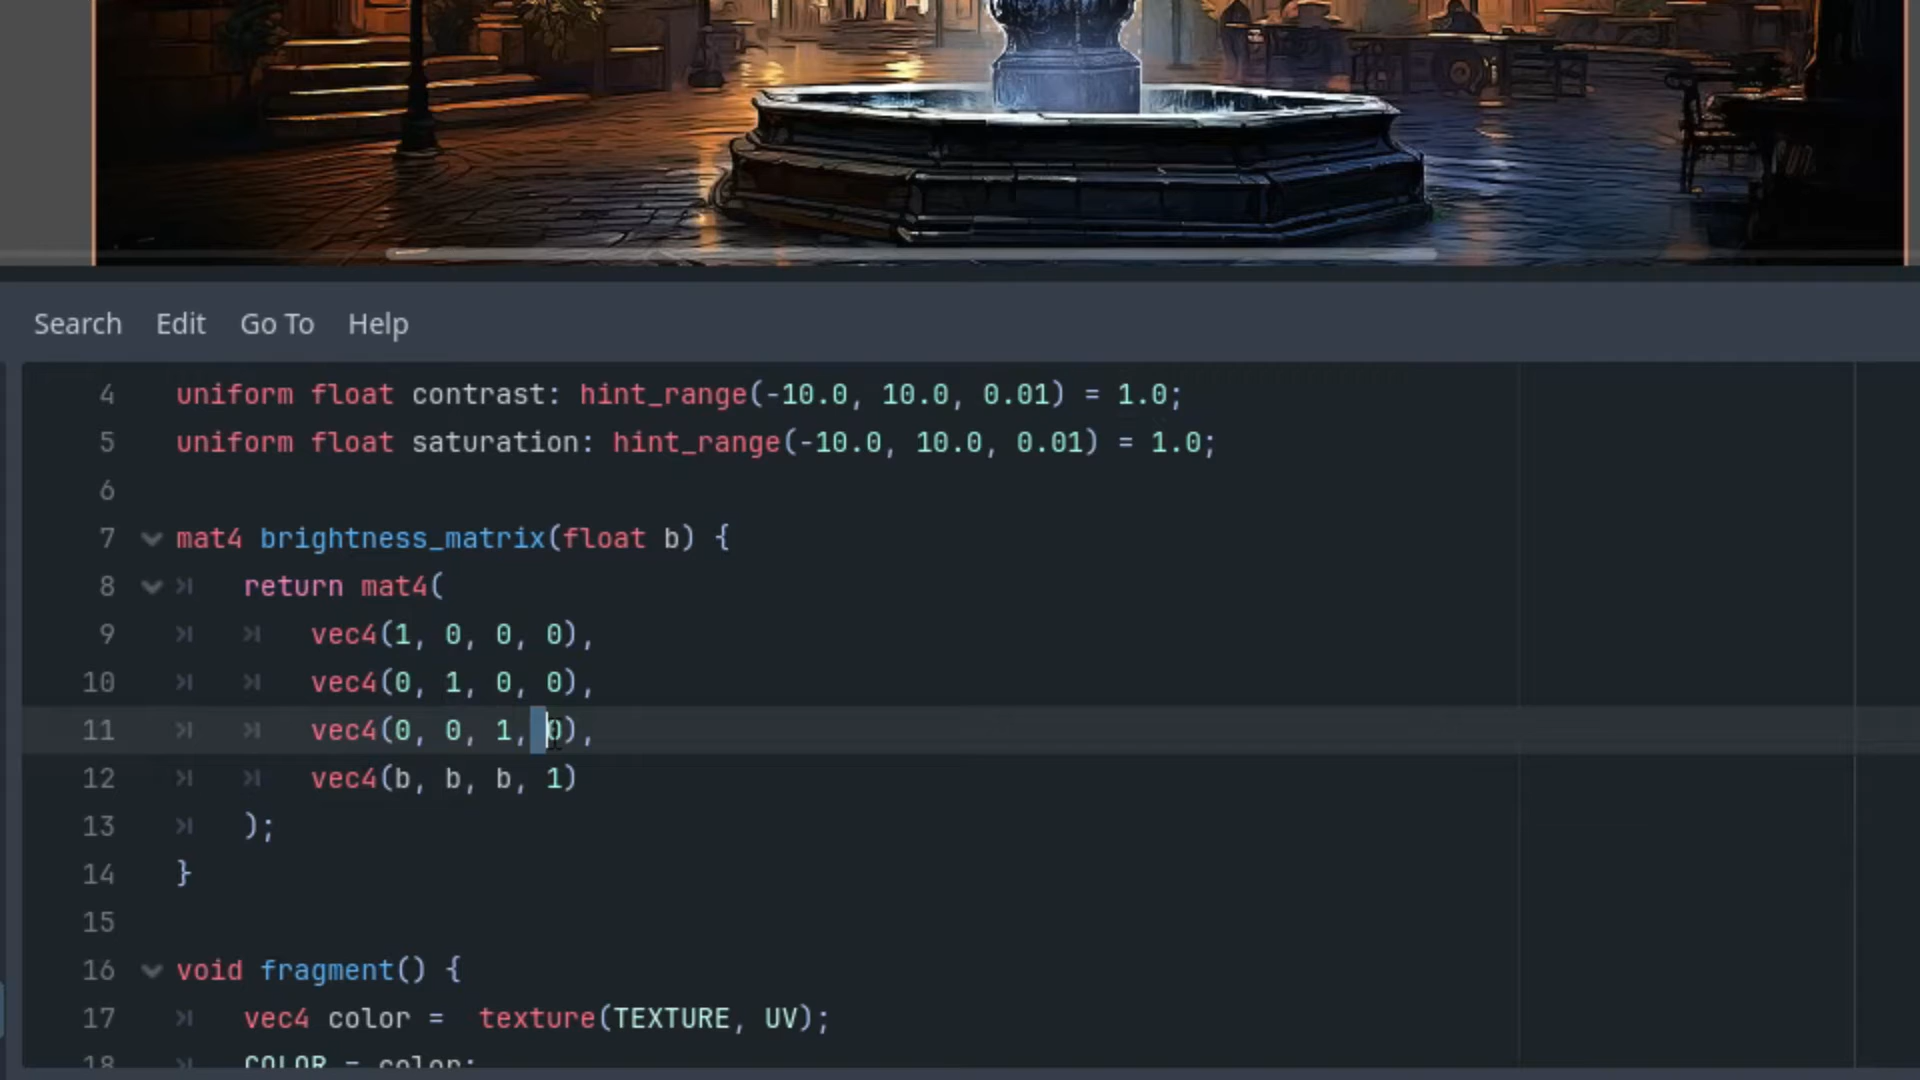 Search Edit Go To Help
4 uniform float contrast: hint_range(-10.0, 10.0, 0.01) = 1.0;
5 uniform float saturation: hint_range(-10.0, 10.0, 0.01) = 1.0;
6
7 mat4 brightness_matrix(float b) {
8 return mat4(
9 vec4(1, 0, 0, 0),
10 vec4(0, 1, 0, 0),
11 vec4(0, 0, 1, 0),
12 vec4(b, b, b, 1)
13 );
14 }
15
16 void fragment() {
17 vec4 color =  texture(TEXTURE, UV);
18 COLOR = color;